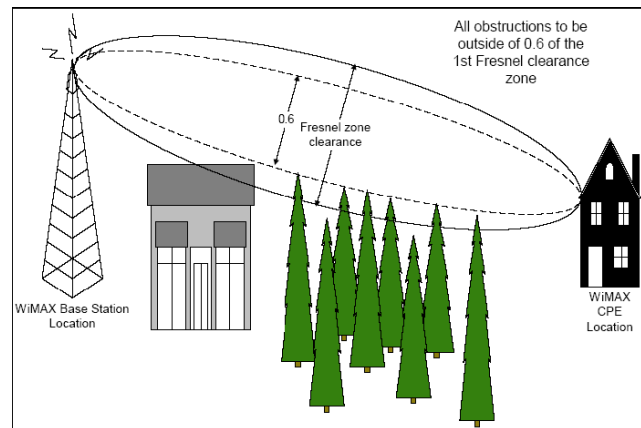 All obstructions to be
outside of 0.6 of the
1st Fresnel clearance
zone
0.6
Fresnel zone
clearance
WiMAX Base Station
Location
WiMAX
CPE
Location